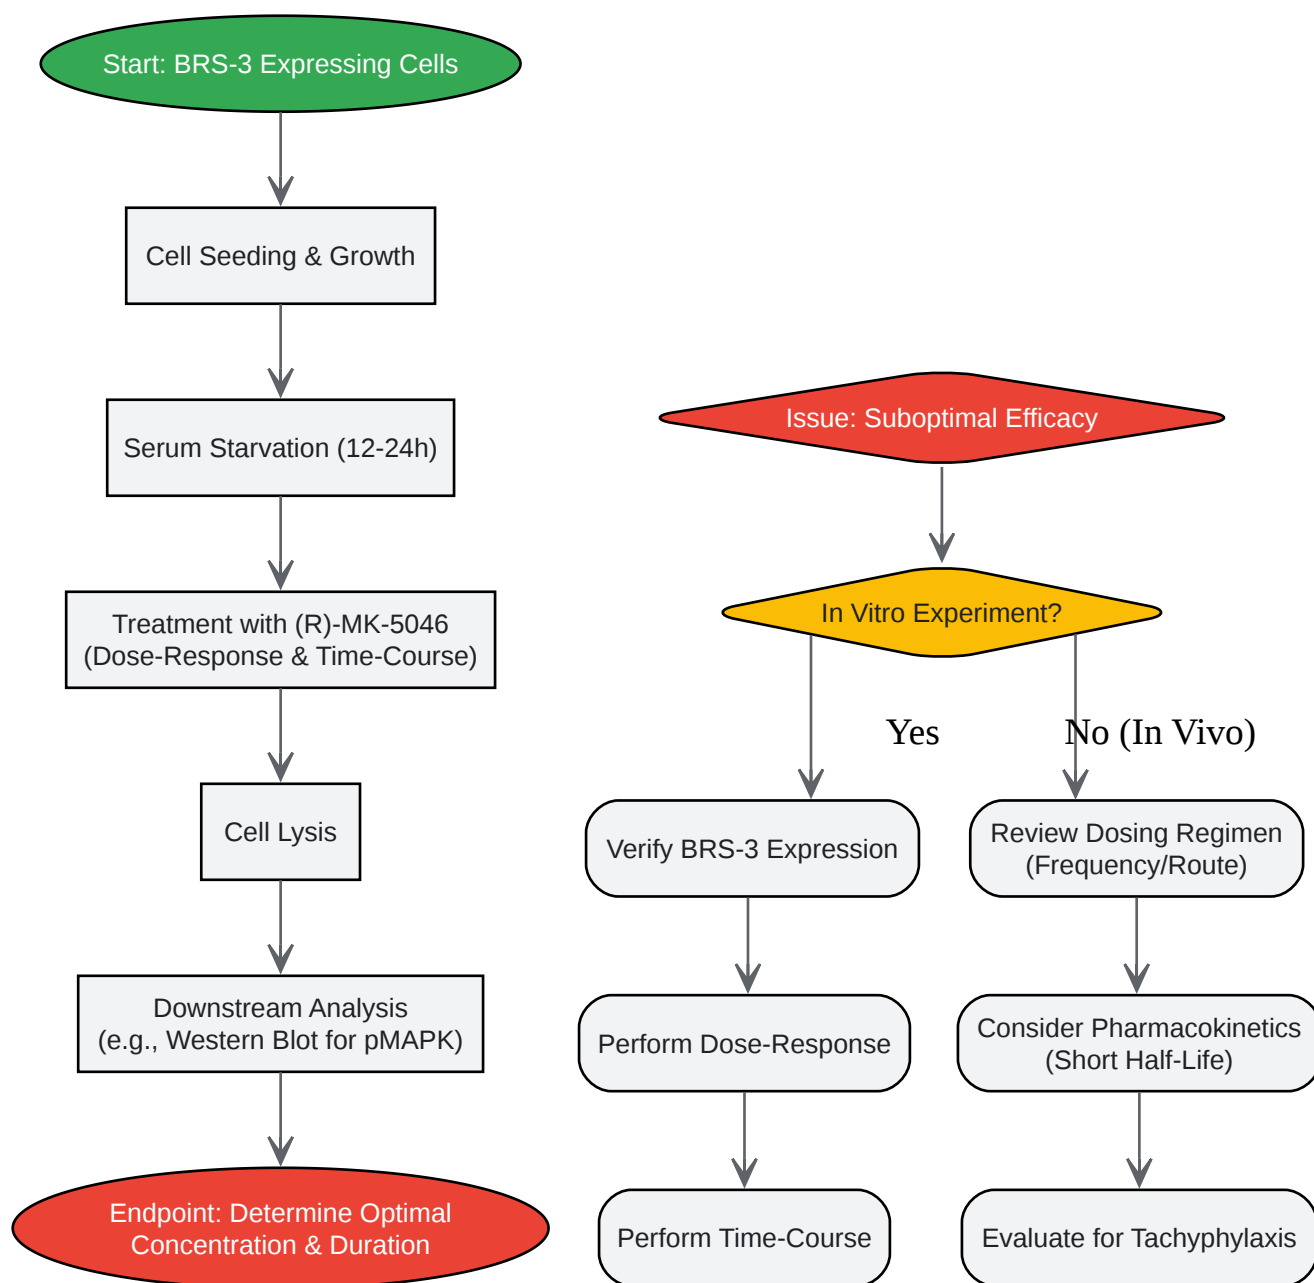 Start: BRS-3 Expressing Cells
Cell Seeding & Growth
Serum Starvation (12-24h)
Treatment with (R)-MK-5046
(Dose-Response & Time-Course)
Cell Lysis
Downstream Analysis
(e.g., Western Blot for pMAPK)
Endpoint: Determine Optimal
Concentration & Duration
Issue: Suboptimal Efficacy
In Vitro Experiment?
Yes
No (In Vivo)
Verify BRS-3 Expression
Perform Dose-Response
Perform Time-Course
Review Dosing Regimen
(Frequency/Route)
Consider Pharmacokinetics
(Short Half-Life)
Evaluate for Tachyphylaxis